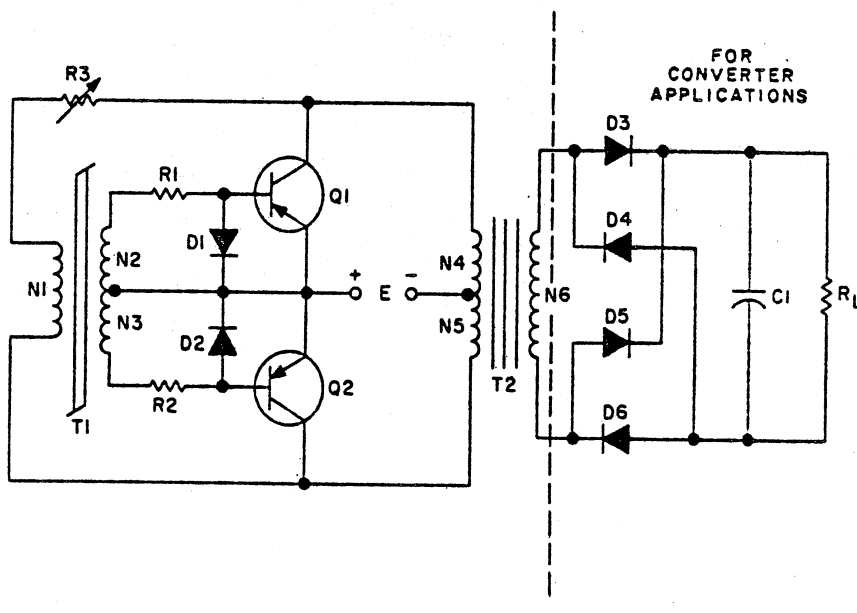 FOR
CONVERTER
APPLICATIONS
R3
D3
R1
Q1
D4
D1
N2
N4
N1
+ E -
N6
C1
RL
N3
N5
D2
D5
T2
R2
Q2
D6
T1